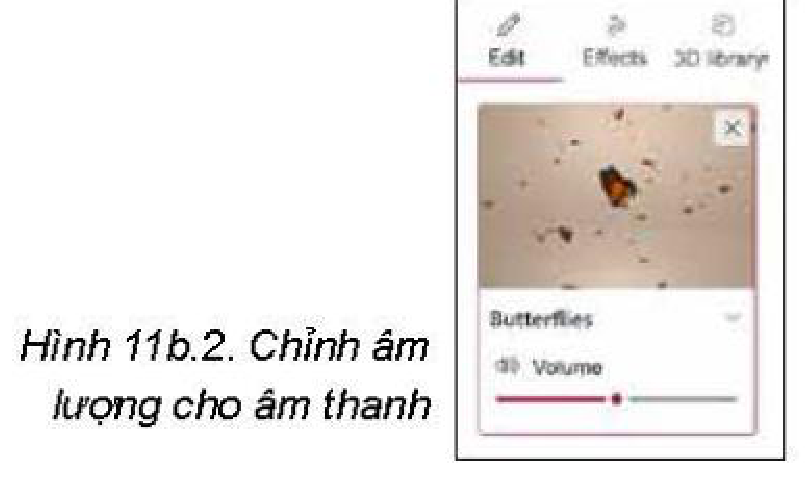 Edit Effects 3D library
Butterflies
Volume
Hình 11b.2. Chỉnh âm
lượng cho âm thanh